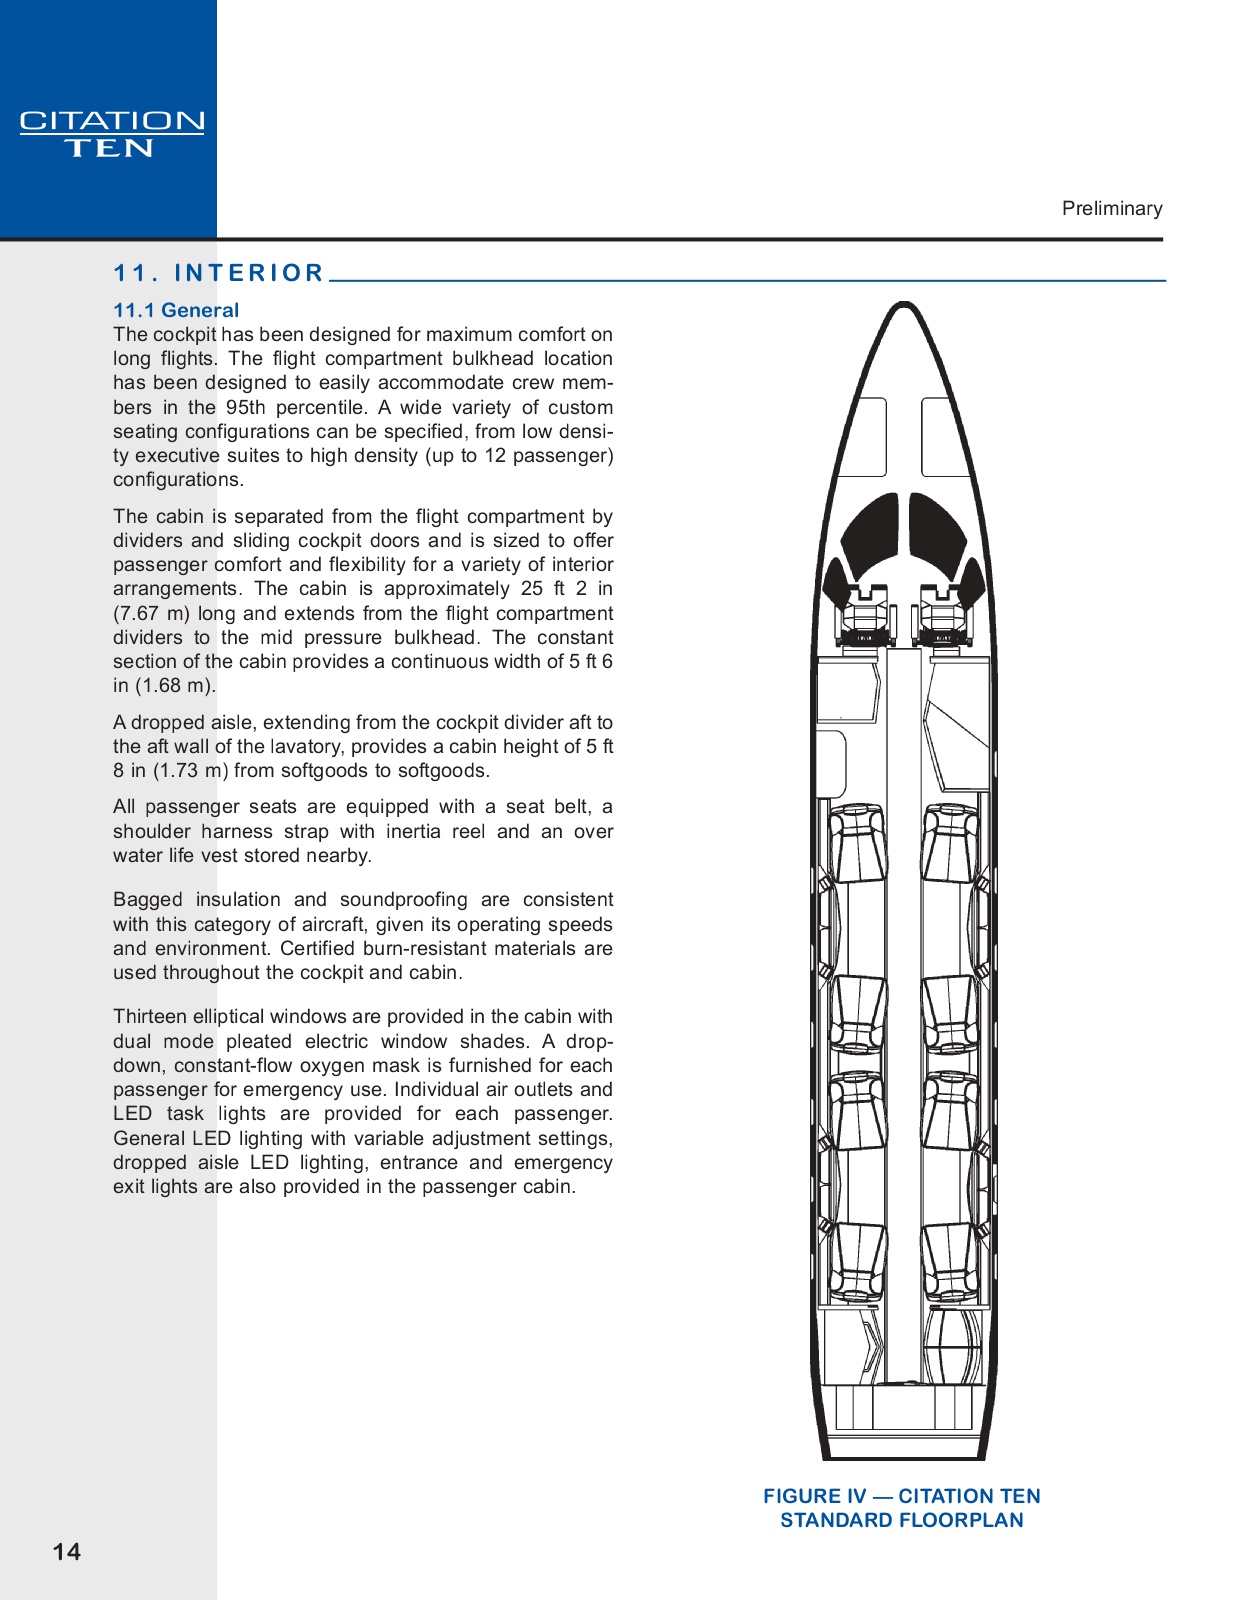 CITATION
TEN
Preliminary
11. INTERIOR
11.1 General
The cockpit has been designed for maximum comfort on
long flights. The flight compartment bulkhead location
has been designed to easily accommodate crew mem-
bers in the 95th percentile. A wide variety of custom
seating configurations can be specified, from low densi-
ty executive suites to high density (up to 12 passenger)
configurations.
The cabin is separated from the flight compartment by
dividers and sliding cockpit doors and is sized to offer
passenger comfort and flexibility for a variety of interior
arrangements. The cabin is approximately 25 ft 2 in
(7.67 m) long and extends from the flight compartment
dividers to the mid pressure bulkhead. The constant
section of the cabin provides a continuous width of 5 ft 6
in (1.68 m).
A dropped aisle, extending from the cockpit divider aft to
the aft wall of the lavatory, provides a cabin height of 5 ft
8 in (1.73 m) from softgoods to softgoods.
All passenger seats are equipped with a seat belt, a
shoulder harness strap with inertia reel and an over
water life vest stored nearby.
Bagged insulation and soundproofing are consistent
with this category of aircraft, given its operating speeds
and environment. Certified burn-resistant materials are
used throughout the cockpit and cabin.
Thirteen elliptical windows are provided in the cabin with
dual mode pleated electric window shades. A drop-
down, constant-flow oxygen mask is furnished for each
passenger for emergency use. Individual air outlets and
LED task lights are provided for each passenger.
General LED lighting with variable adjustment settings,
dropped aisle LED lighting, entrance and emergency
exit lights are also provided in the passenger cabin.
FIGURE IV — CITATION TEN
STANDARD FLOORPLAN
14